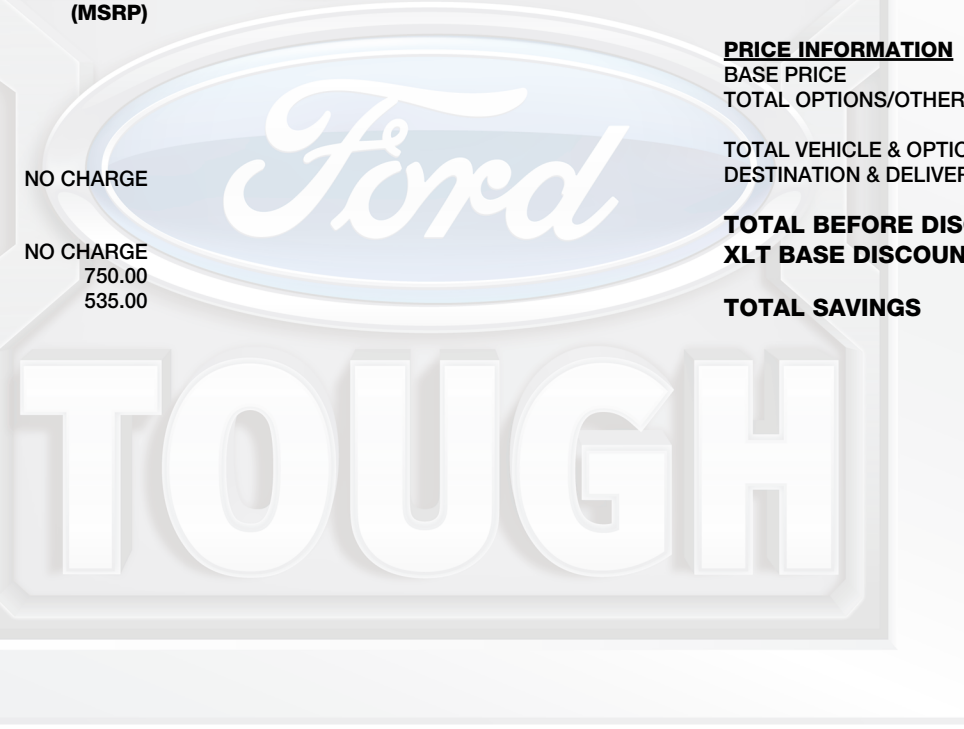 (MSRP)
NO CHARGE
NO CHARGE
750.00
535.00
PRICE INFORMATION
BASE PRICE
TOTAL OPTIONS/OTHER
TOTAL VEHICLE & OPTIO
DESTINATION & DELIVER
TOTAL BEFORE DIS
XLT BASE DISCOUN
TOTAL SAVINGS
Ford
TOUGH